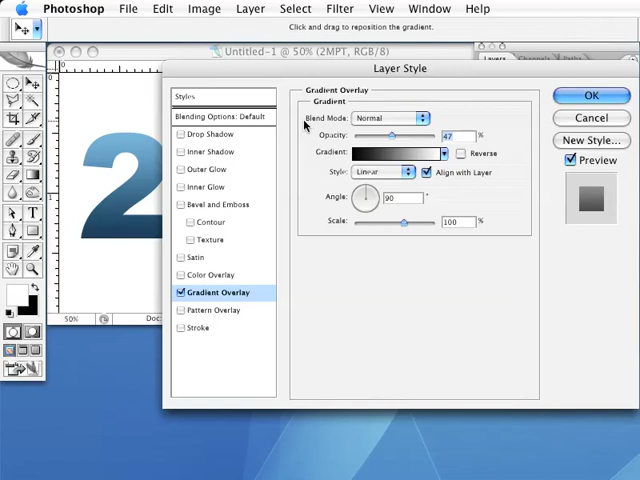 Photoshop File Edit Image Layer Select Filter View Window Help
Click and drag to reposition the gradient.
Untitled-1 @ 50% (2MPT, RGB/8)
Layers Channels Paths
Layer Style
Styles
Blending Options: Default
Drop Shadow
Inner Shadow
Outer Glow
Inner Glow
Bevel and Emboss
Contour
Texture
Satin
Color Overlay
Gradient Overlay
Pattern Overlay
Stroke
Gradient Overlay
Gradient
Blend Mode: Normal
Opacity: 47 %
Gradient: Reverse
Style: Linear Align with Layer
Angle: 90 °
Scale: 100 %
OK
Cancel
New Style...
Preview
0
1
2
50%